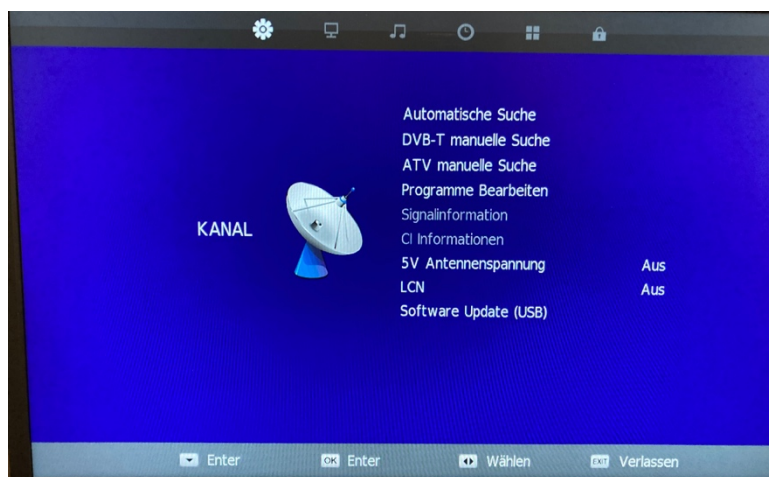 KANAL
Automatische Suche
DVB-T manuelle Suche
ATV manuelle Suche
Programme Bearbeiten
Signalinformation
CI Informationen
5V Antennenspannung Aus
LCN Aus
Software Update (USB)
Enter OK Enter Wählen EXIT Verlassen